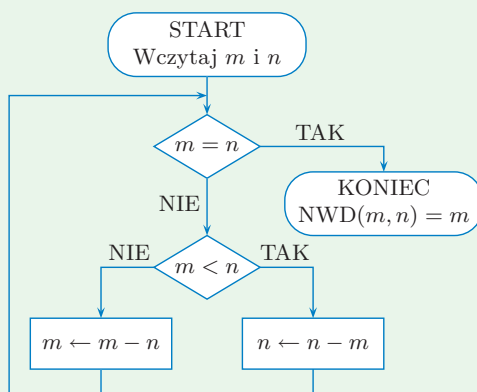 START
Wczytaj m i n
m = n
TAK
KONIEC
NWD(m, n) = m
NIE
m < n
NIE
TAK
m ← m − n
n ← n − m